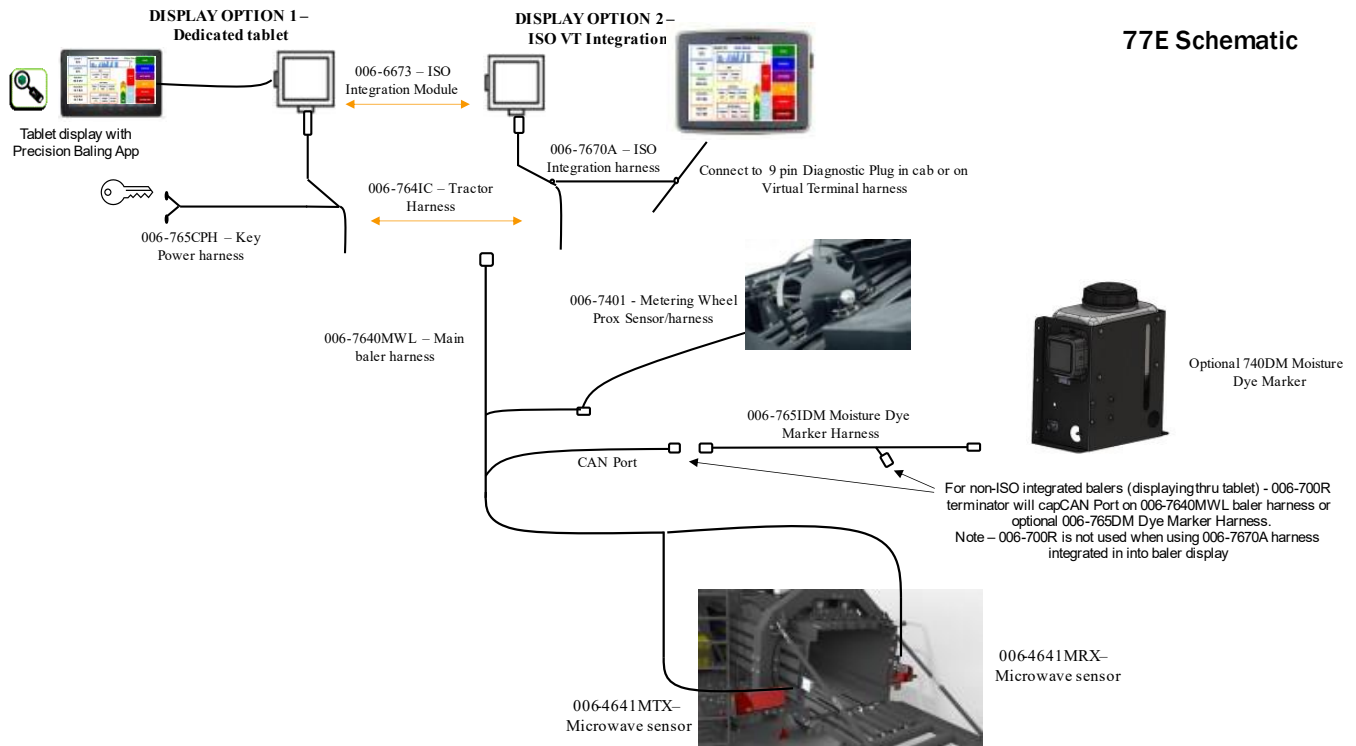 DISPLAY OPTION 1 –
Dedicated tablet
DISPLAY OPTION 2 –
ISO VT Integration
77E Schematic
006-6673 – ISO
Integration Module
Tablet display with
Precision Baling App
006-7670A – ISO
Integration harness
Connect to 9 pin Diagnostic Plug in cab or on
Virtual Terminal harness
006-764IC – Tractor
Harness
006-765CPH – Key
Power harness
006-7401 - Metering Wheel
Prox Sensor/harness
006-7640MWL – Main
baler harness
Optional 740DM Moisture
Dye Marker
006-765IDM Moisture Dye
Marker Harness
CAN Port
For non-ISO integrated balers (displaying thru tablet) - 006-700R
terminator will capCAN Port on 006-7640MWL baler harness or
optional 006-765DM Dye Marker Harness.
Note – 006-700R is not used when using 006-7670A harness
integrated in into baler display
0064641MRX–
Microwave sensor
0064641MTX–
Microwave sensor